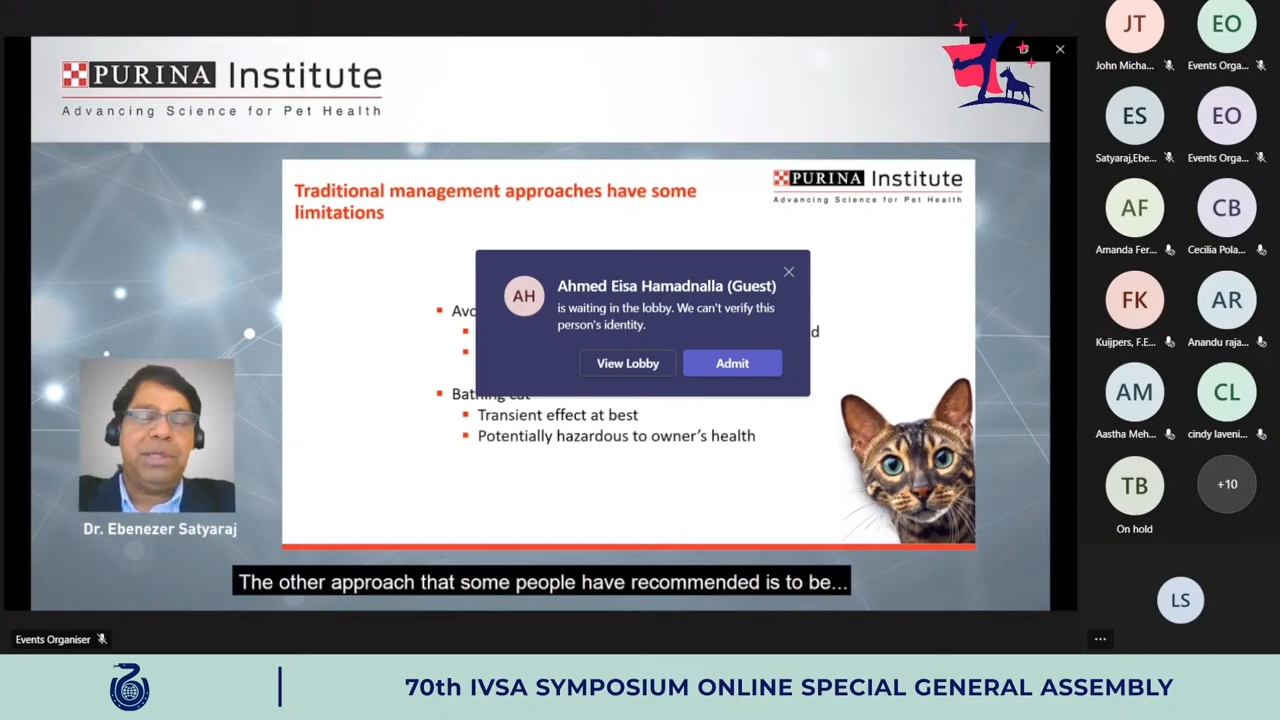 PURINA Institute
Advancing Science for Pet Health
Traditional management approaches have some
limitations
PURINA Institute
Advancing Science for Pet Health
Avo
d
Bathing cat
Transient effect at best
Potentially hazardous to owner's health
AH
Ahmed Eisa Hamadnalla (Guest)
is waiting in the lobby. We can't verify this
person's identity.
View Lobby
Admit
Dr. Ebenezer Satyaraj
The other approach that some people have recommended is to be...
Events Organiser
JT
John Micha...
EO
Events Orga...
ES
Satyaraj,Ebe...
EO
Events Orga...
AF
Amanda Fer...
CB
Cecilia Pola...
FK
Kuijpers, F.E...
AR
Anandu raja...
AM
Aastha Meh...
CL
cindy laveni...
TB
On hold
+10
LS
70th IVSA SYMPOSIUM ONLINE SPECIAL GENERAL ASSEMBLY